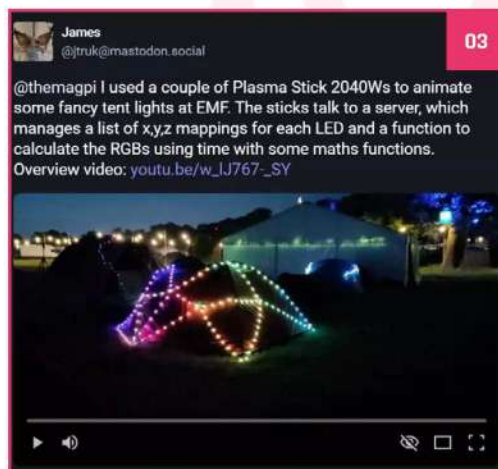 James
@jtruk@mastodon.social
03
@themagpi I used a couple of Plasma Stick 2040Ws to animate
some fancy tent lights at EMF. The sticks talk to a server, which
manages a list of x,y,z mappings for each LED and a function to
calculate the RGBs using time with some maths functions.
Overview video: youtu.be/w_lJ767-_SY